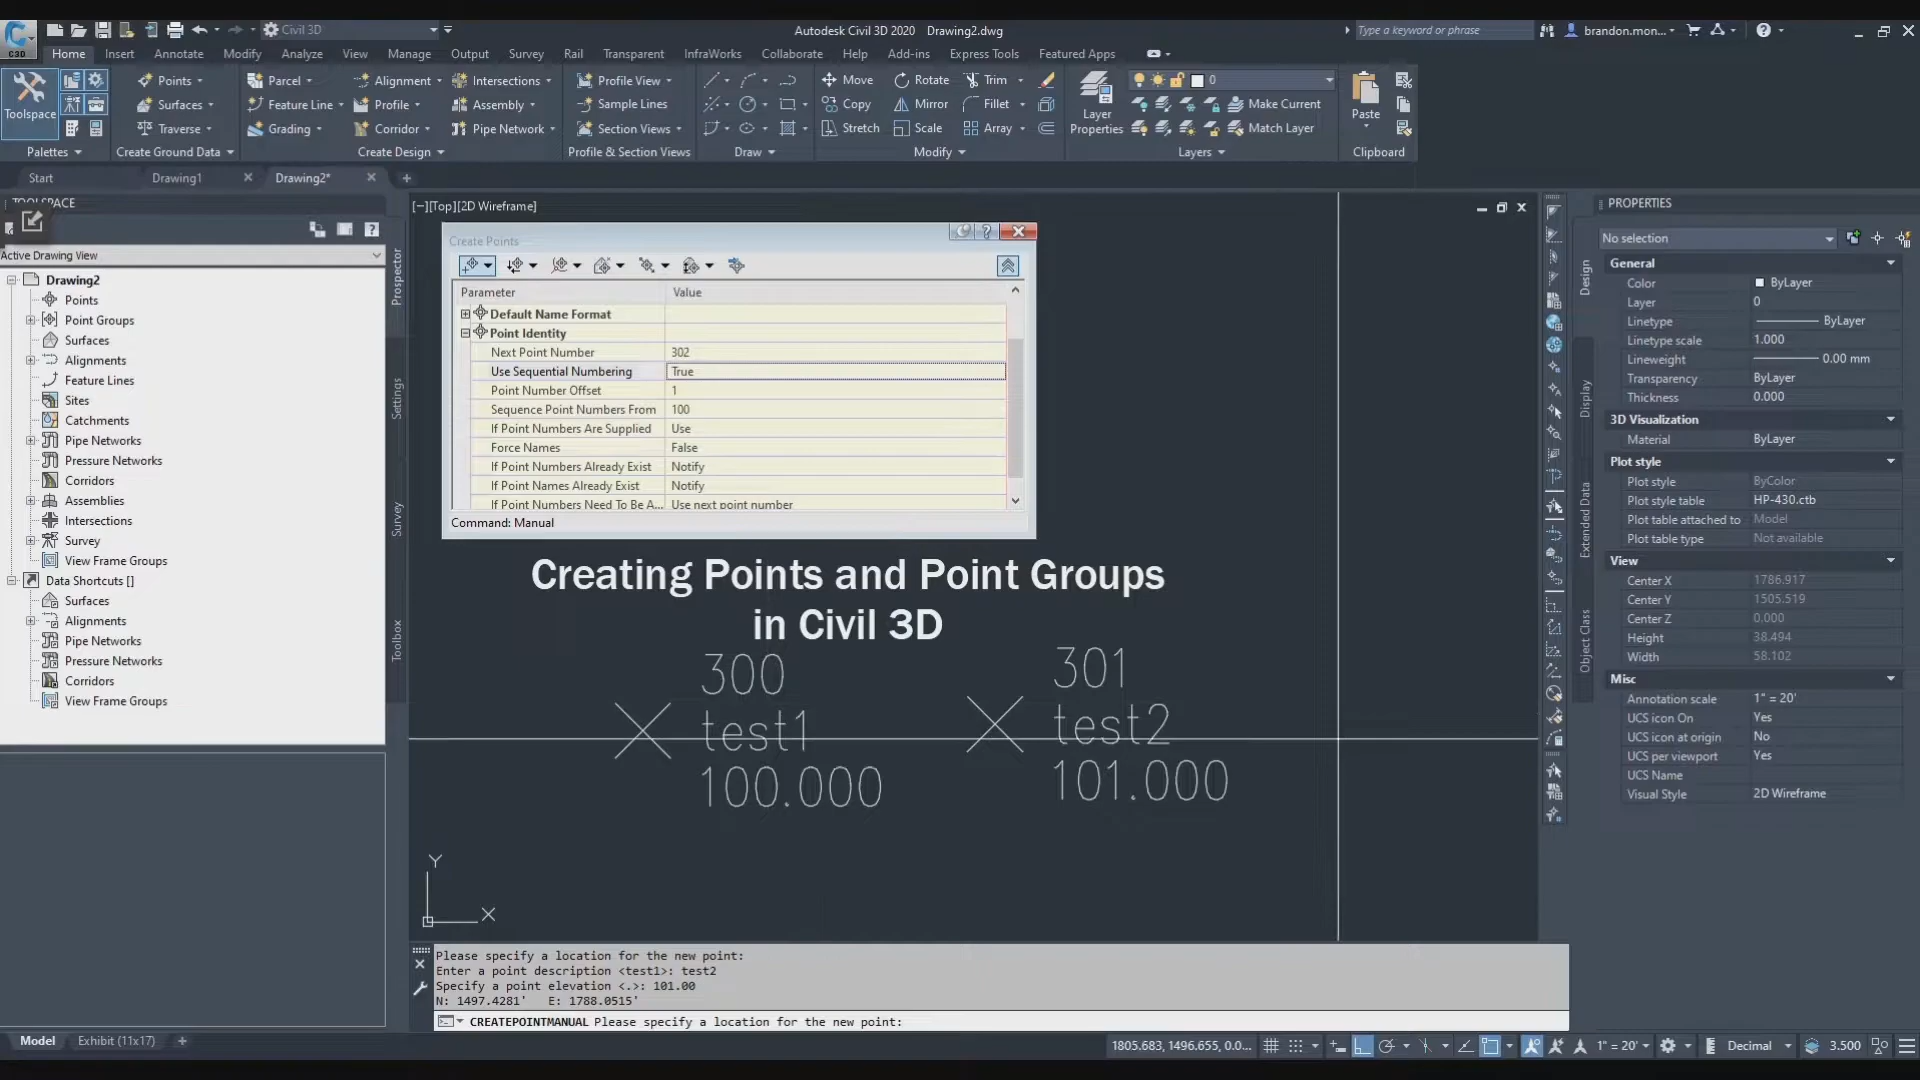 Civil 3D
Autodesk Civil 3D 2020 Drawing2.dwg
Type a keyword or phrase
brandon.mon...
C3D
Home Insert Annotate Modify Analyze View Manage Output Survey Rail Transparent InfraWorks Collaborate Help Add-ins Express Tools Featured Apps
Toolspace
Palettes
Points
Surfaces
Traverse
Create Ground Data
Parcel
Feature Line
Grading
Alignment
Profile
Corridor
Intersections
Assembly
Pipe Network
Create Design
Profile View
Sample Lines
Section Views
Profile & Section Views
Draw
Move
Copy
Stretch
Rotate
Mirror
Scale
Trim
Fillet
Array
Modify
Layer
Properties
0
Make Current
Match Layer
Layers
Paste
Clipboard
Start
Drawing1
Drawing2*
TOOLSPACE
Active Drawing View
Drawing2
Points
Point Groups
Surfaces
Alignments
Feature Lines
Sites
Catchments
Pipe Networks
Pressure Networks
Corridors
Assemblies
Intersections
Survey
View Frame Groups
Data Shortcuts []
Surfaces
Alignments
Pipe Networks
Pressure Networks
Corridors
View Frame Groups
Prospector
Settings
Survey
Toolbox
[−][Top][2D Wireframe]
Create Points
Parameter Value
Default Name Format
Point Identity
Next Point Number 302
Use Sequential Numbering True
Point Number Offset 1
Sequence Point Numbers From 100
If Point Numbers Are Supplied Use
Force Names False
If Point Numbers Already Exist Notify
If Point Names Already Exist Notify
If Point Numbers Need To Be A... Use next point number
Command: Manual
Creating Points and Point Groups
in Civil 3D
300
test1
100.000
301
test2
101.000
Y
X
Please specify a location for the new point:
Enter a point description <test1>: test2
Specify a point elevation <.>: 101.00
N: 1497.4281' E: 1788.0515'
CREATEPOINTMANUAL Please specify a location for the new point:
PROPERTIES
No selection
Design
Display
Extended Data
Object Class
General
Color ByLayer
Layer 0
Linetype ByLayer
Linetype scale 1.000
Lineweight 0.00 mm
Transparency ByLayer
Thickness 0.000
3D Visualization
Material ByLayer
Plot style
Plot style ByColor
Plot style table HP-430.ctb
Plot table attached to Model
Plot table type Not available
View
Center X 1786.917
Center Y 1505.519
Center Z 0.000
Height 38.494
Width 58.102
Misc
Annotation scale 1" = 20'
UCS icon On Yes
UCS icon at origin No
UCS per viewport Yes
UCS Name
Visual Style 2D Wireframe
Model
Exhibit (11x17)
1805.683, 1496.655, 0.0...
1" = 20'
Decimal
3.500